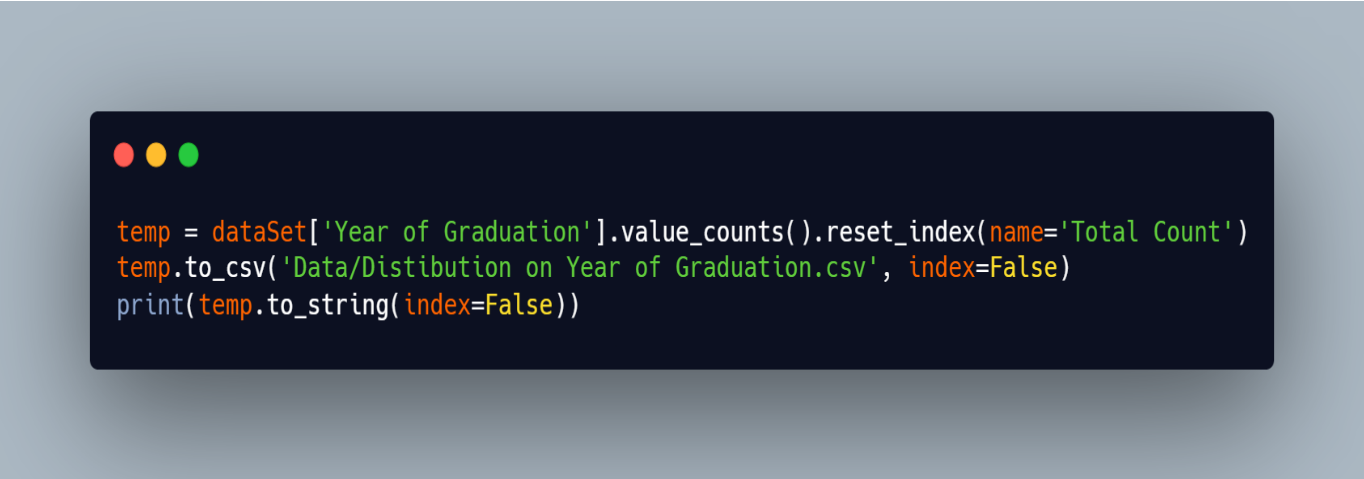 temp = dataSet['Year of Graduation'].value_counts().reset_index(name='Total Count')
temp.to_csv('Data/Distibution on Year of Graduation.csv', index=False)
print(temp.to_string(index=False))